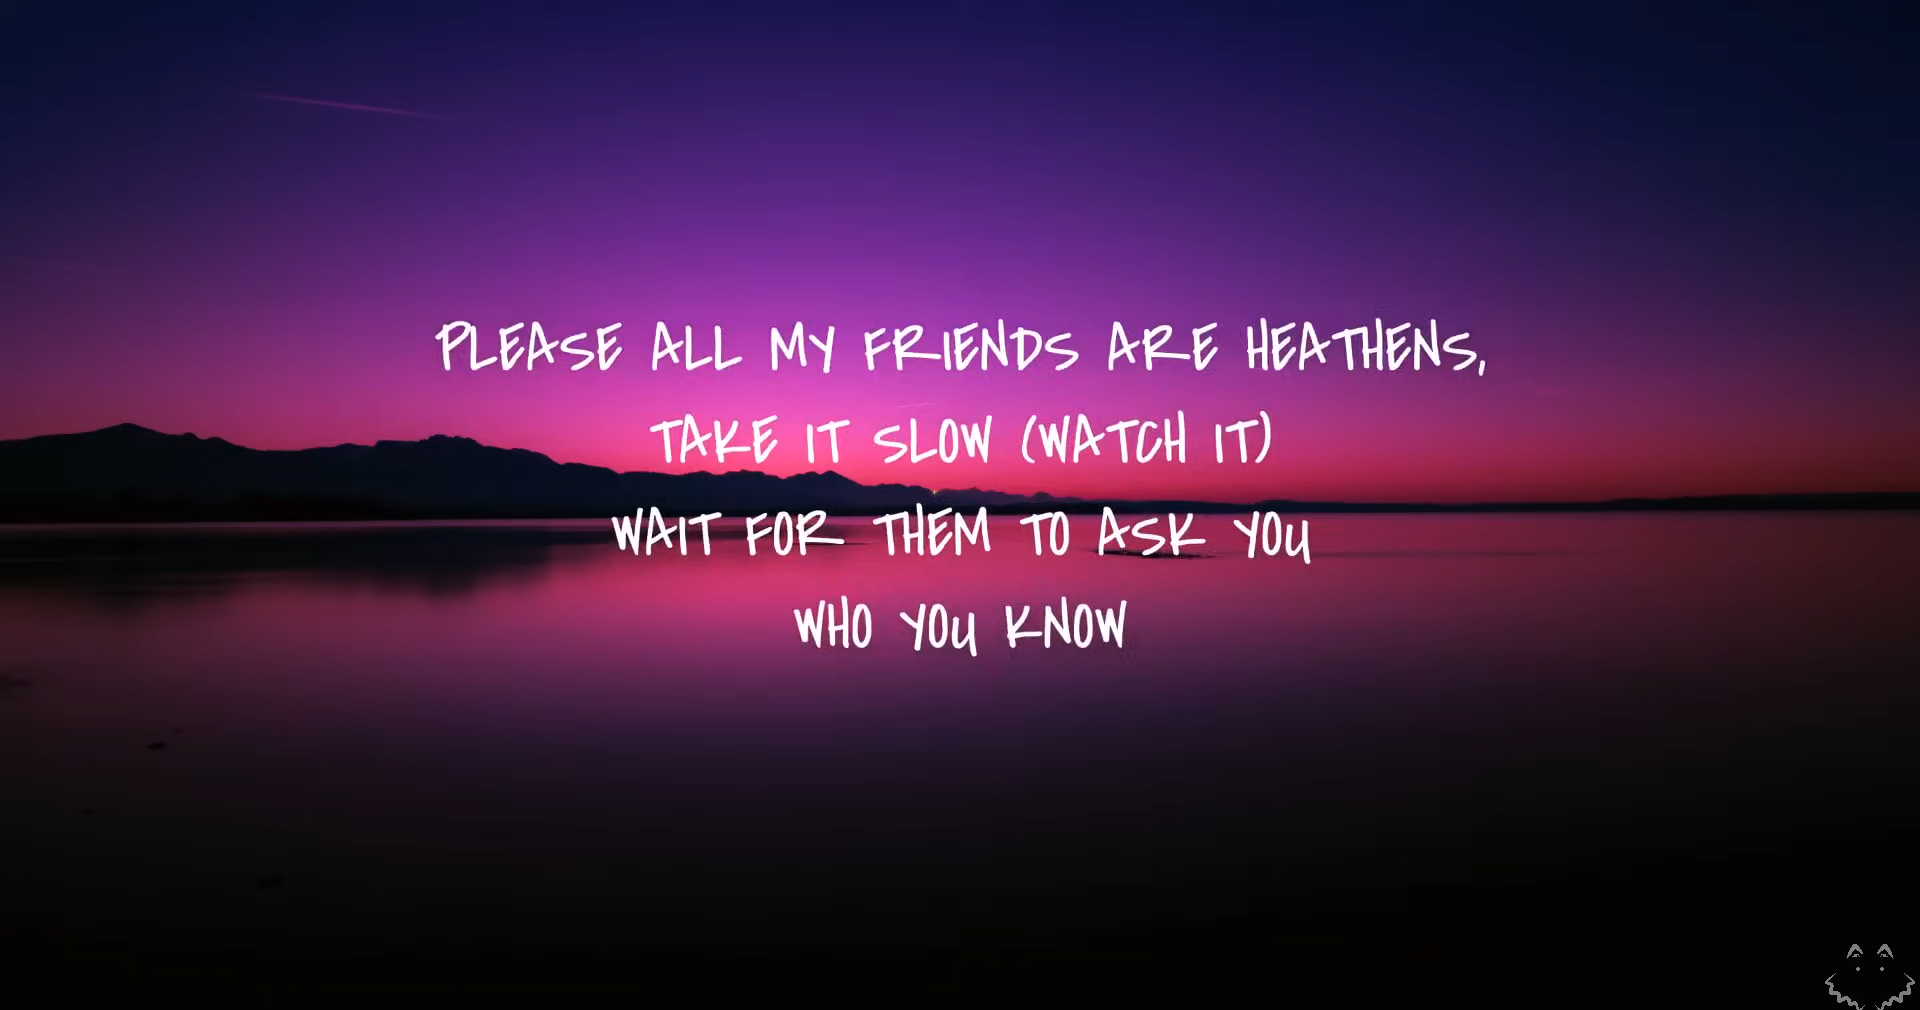 PLEASE ALL MY FRIENDS ARE HEATHENS,
TAKE IT SLOW (WATCH IT)
WAIT FOR THEM TO ASK YOU
WHO YOU KNOW